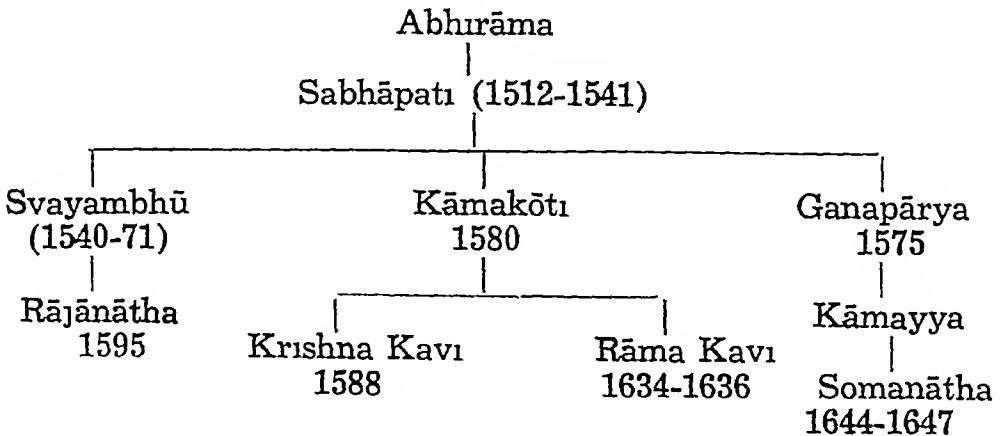 Abhirāma
Sabhāpati (1512-1541)
Svayambhū Kāmakōti Ganapārya
(1540-71) 1580 1575
Rājānātha Kāmayya
1595 Krishna Kavi Rāma Kavi Somanātha
1588 1634-1636 1644-1647